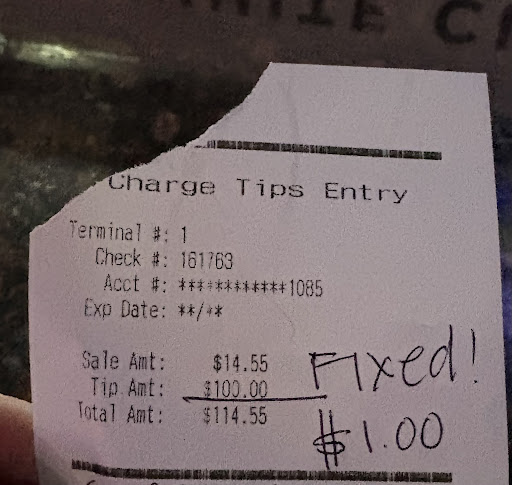 Charge Tips Entry
Terminal #: 1
Check #: 161763
Acct #: ************1085
Exp Date: **/**
Sale Amt: $14.55
Tip Amt: $100.00
Total Amt: $114.55
Fixed!
$1.00